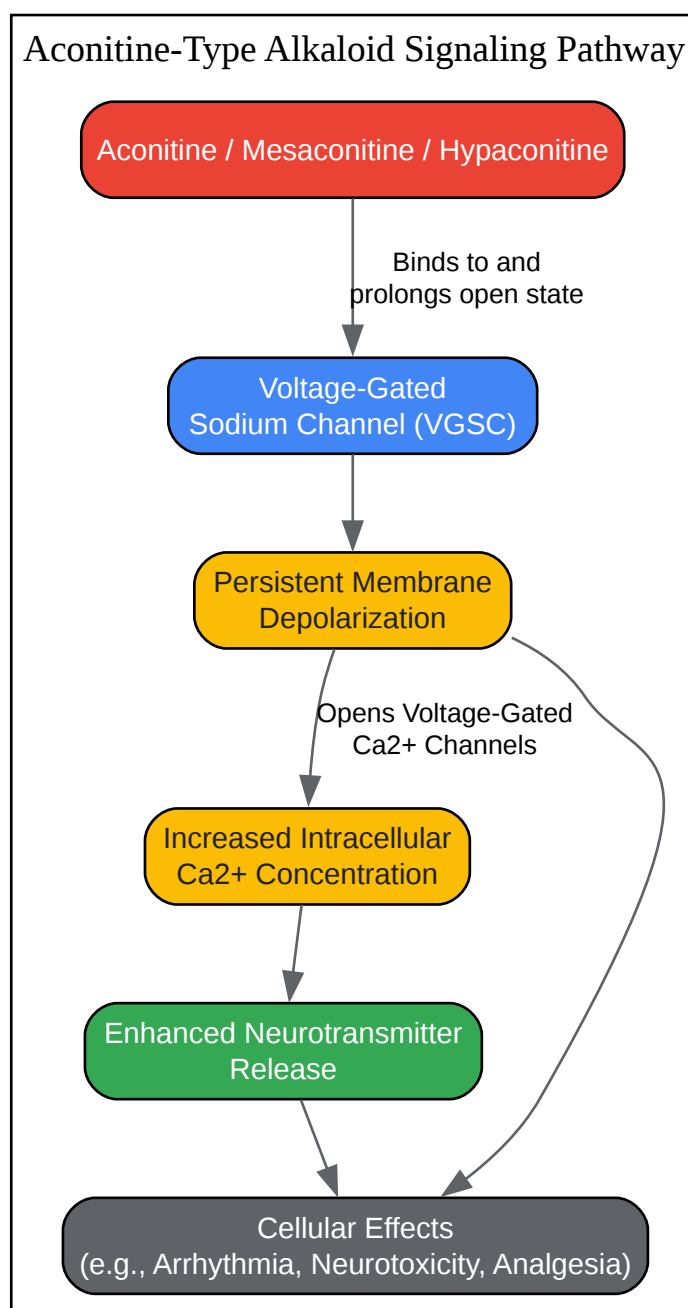 Aconitine-Type Alkaloid Signaling Pathway
Aconitine / Mesaconitine / Hypaconitine
Binds to and
prolongs open state
Voltage-Gated
Sodium Channel (VGSC)
Persistent Membrane
Depolarization
Opens Voltage-Gated
Ca2+ Channels
Increased Intracellular
Ca2+ Concentration
Enhanced Neurotransmitter
Release
Cellular Effects
(e.g., Arrhythmia, Neurotoxicity, Analgesia)